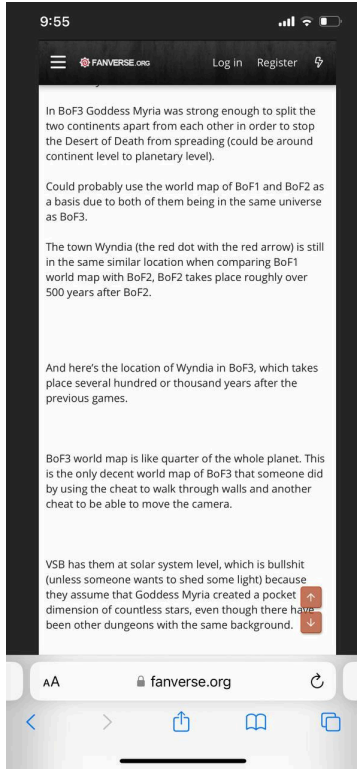 9:55
FANVERSE.ORG
Log in Register
In BoF3 Goddess Myria was strong enough to split the
two continents apart from each other in order to stop
the Desert of Death from spreading (could be around
continent level to planetary level).
Could probably use the world map of BoF1 and BoF2 as
a basis due to both of them being in the same universe
as BoF3.
The town Wyndia (the red dot with the red arrow) is still
in the same similar location when comparing BoF1
world map with BoF2, BoF2 takes place roughly over
500 years after BoF2.
And here's the location of Wyndia in BoF3, which takes
place several hundred or thousand years after the
previous games.
BoF3 world map is like quarter of the whole planet. This
is the only decent world map of BoF3 that someone did
by using the cheat to walk through walls and another
cheat to be able to move the camera.
VSB has them at solar system level, which is bullshit
(unless someone wants to shed some light) because
they assume that Goddess Myria created a pocket
dimension of countless stars, even though there have
been other dungeons with the same background.
AA
fanverse.org